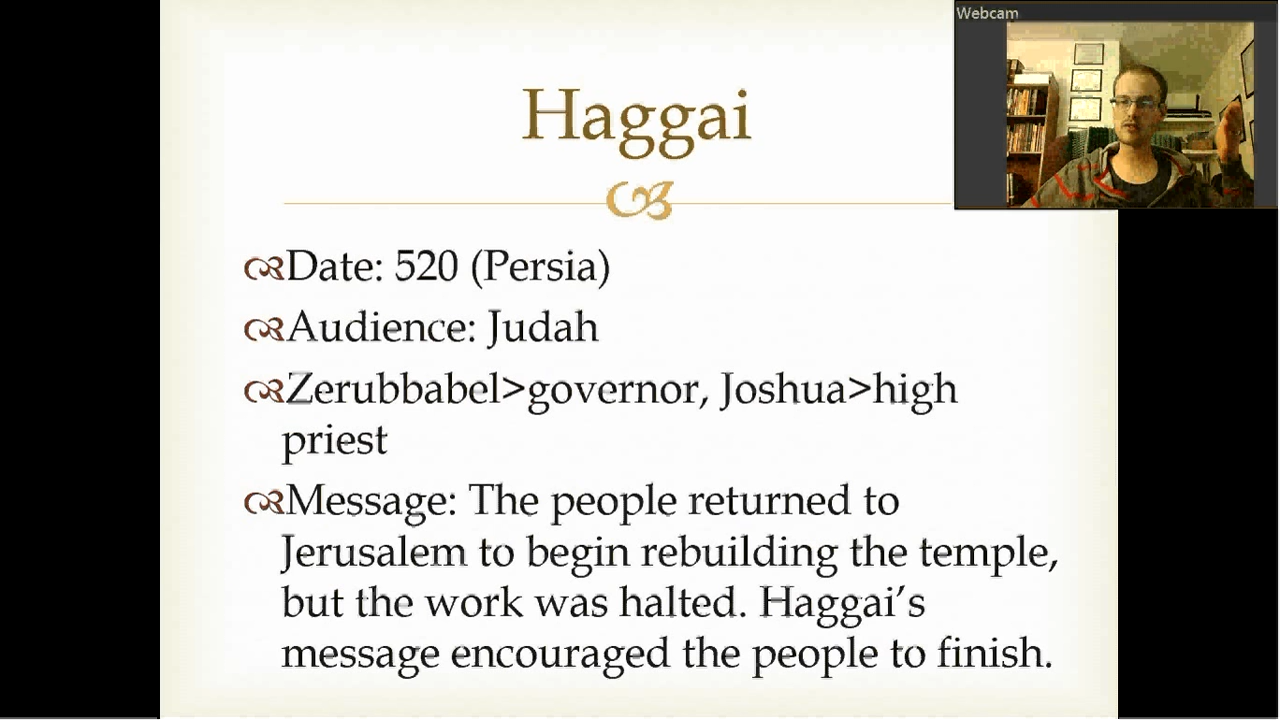 Webcam
Haggai
Date: 520 (Persia)
Audience: Judah
Zerubbabel>governor, Joshua>high
priest
Message: The people returned to
Jerusalem to begin rebuilding the temple,
but the work was halted. Haggai’s
message encouraged the people to finish.